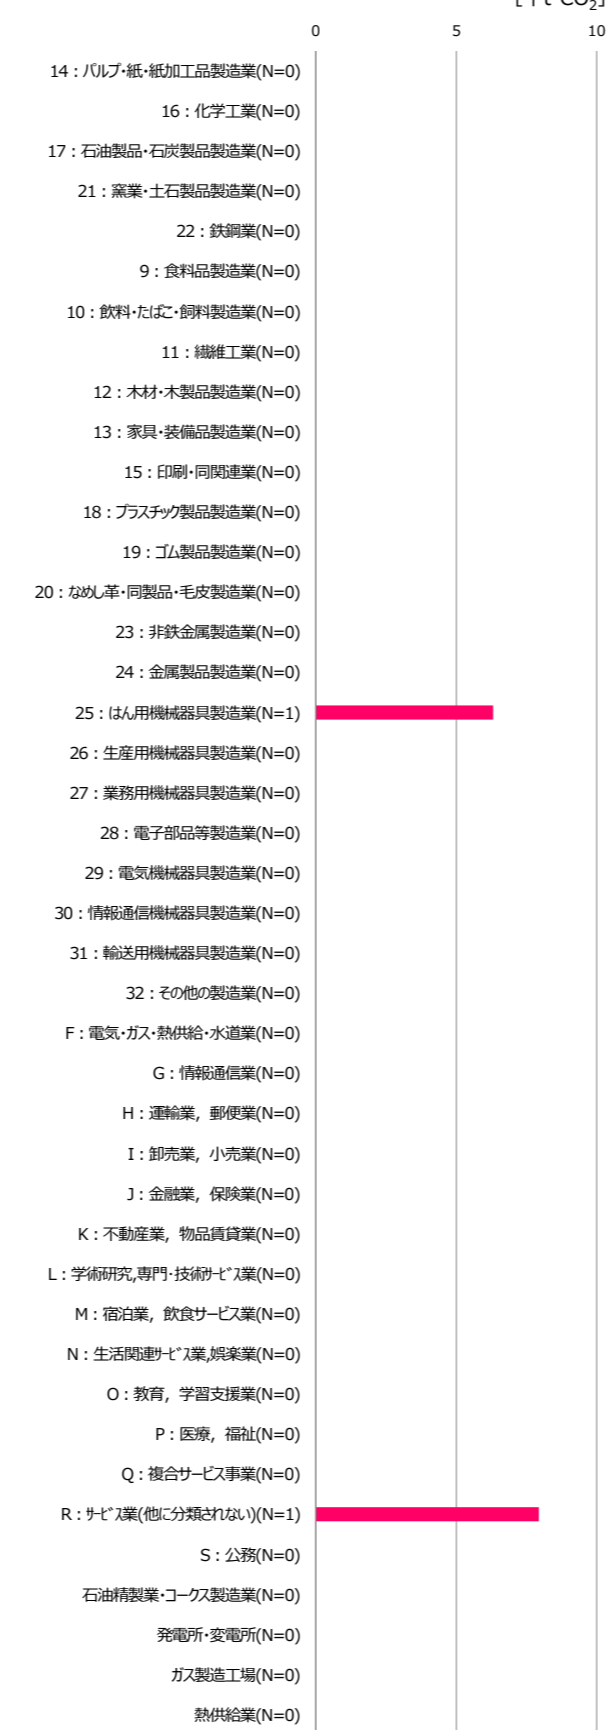 0 5 10
14：パルプ・紙・紙加工品製造業(N=0)
16：化学工業(N=0)
17：石油製品・石炭製品製造業(N=0)
21：窯業・土石製品製造業(N=0)
22：鉄鋼業(N=0)
9：食料品製造業(N=0)
10：飲料・たばこ・飼料製造業(N=0)
11：繊維工業(N=0)
12：木材・木製品製造業(N=0)
13：家具・装備品製造業(N=0)
15：印刷・同関連業(N=0)
18：プラスチック製品製造業(N=0)
19：ゴム製品製造業(N=0)
20：なめし革・同製品・毛皮製造業(N=0)
23：非鉄金属製造業(N=0)
24：金属製品製造業(N=0)
25：はん用機械器具製造業(N=1)
26：生産用機械器具製造業(N=0)
27：業務用機械器具製造業(N=0)
28：電子部品等製造業(N=0)
29：電気機械器具製造業(N=0)
30：情報通信機械器具製造業(N=0)
31：輸送用機械器具製造業(N=0)
32：その他の製造業(N=0)
F：電気・ガス・熱供給・水道業(N=0)
G：情報通信業(N=0)
H：運輸業，郵便業(N=0)
I：卸売業，小売業(N=0)
J：金融業，保険業(N=0)
K：不動産業，物品賃貸業(N=0)
L：学術研究,専門・技術ｻｰﾋﾞｽ業(N=0)
M：宿泊業，飲食サービス業(N=0)
N：生活関連ｻｰﾋﾞｽ業,娯楽業(N=0)
O：教育，学習支援業(N=0)
P：医療，福祉(N=0)
Q：複合サービス事業(N=0)
R：ｻｰﾋﾞｽ業(他に分類されない)(N=1)
S：公務(N=0)
石油精製業・コークス製造業(N=0)
発電所・変電所(N=0)
ガス製造工場(N=0)
熱供給業(N=0)